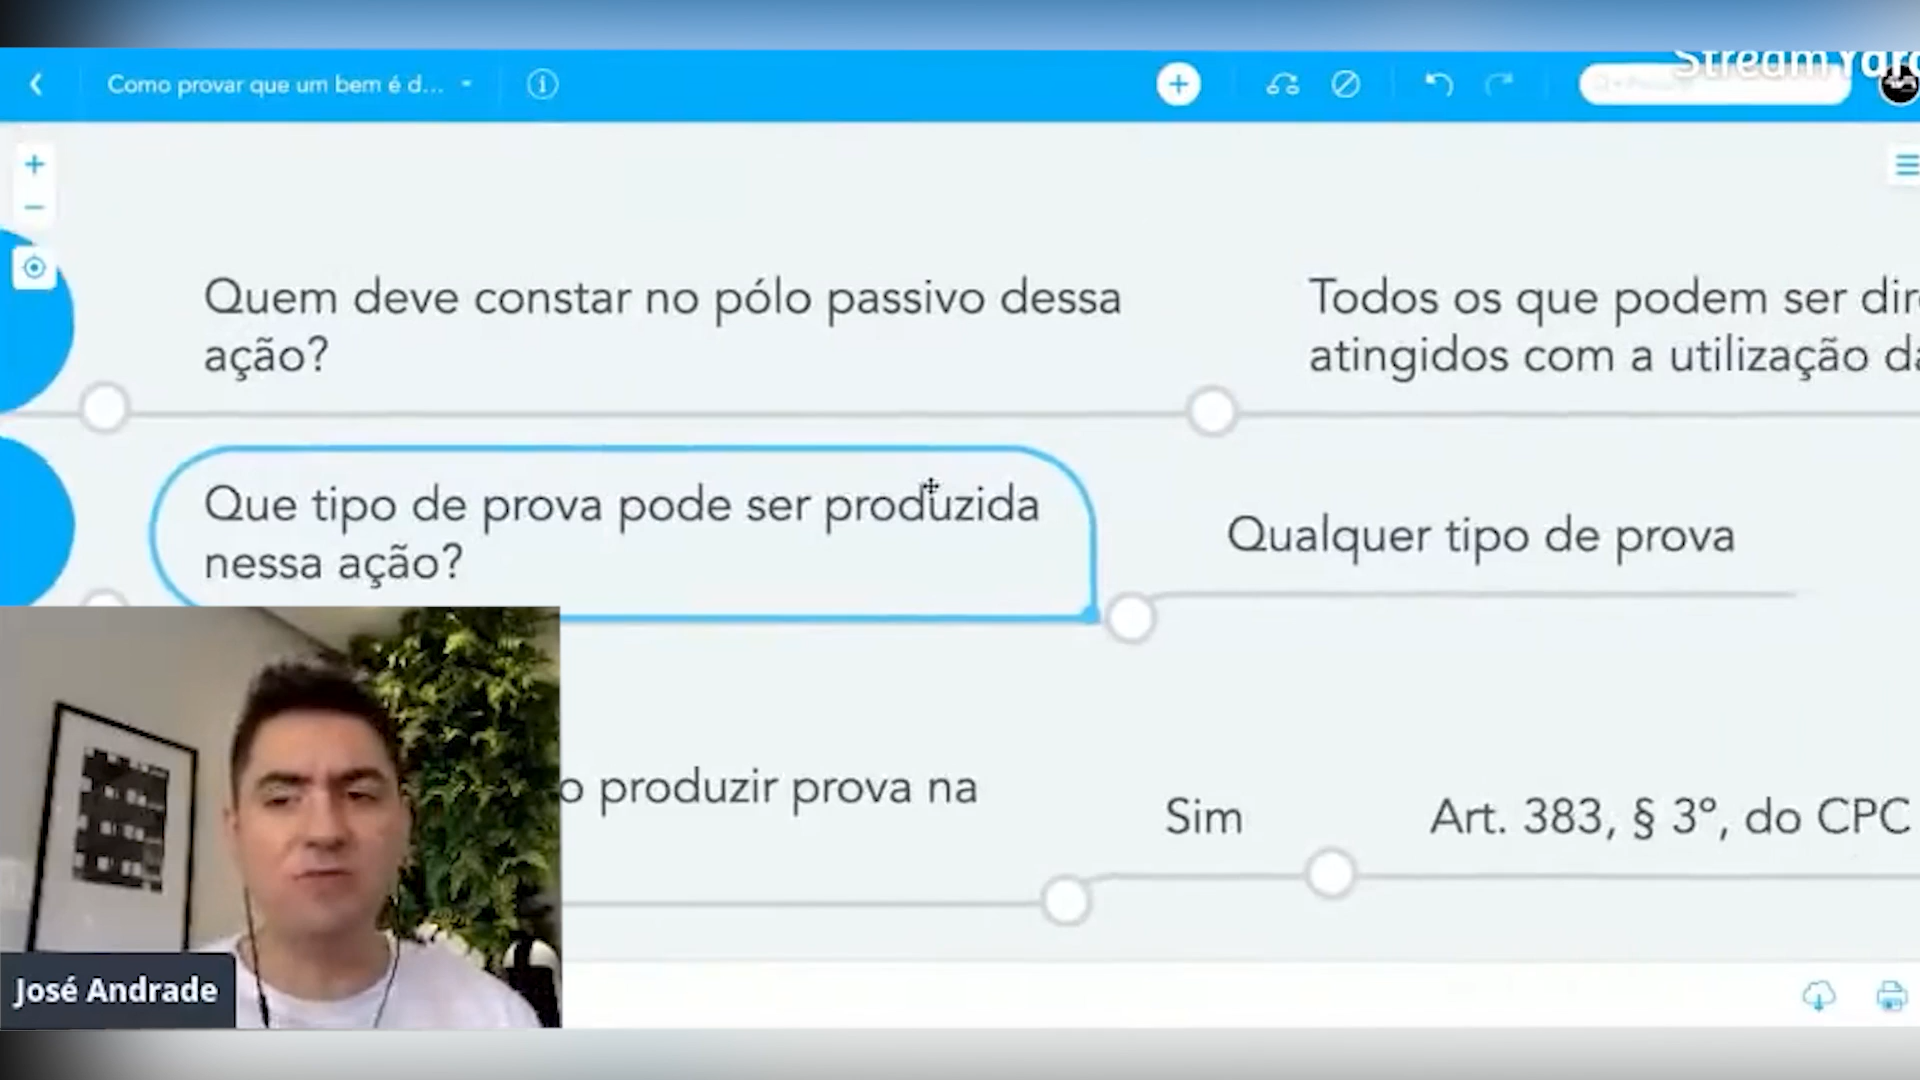 StreamYard
Como provar que um bem é d...
Quem deve constar no pólo passivo dessa
ação?
Todos os que podem ser dir
atingidos com a utilização da
Que tipo de prova pode ser produzida
nessa ação?
Qualquer tipo de prova
o produzir prova na
Sim
Art. 383, § 3º, do CPC
José Andrade